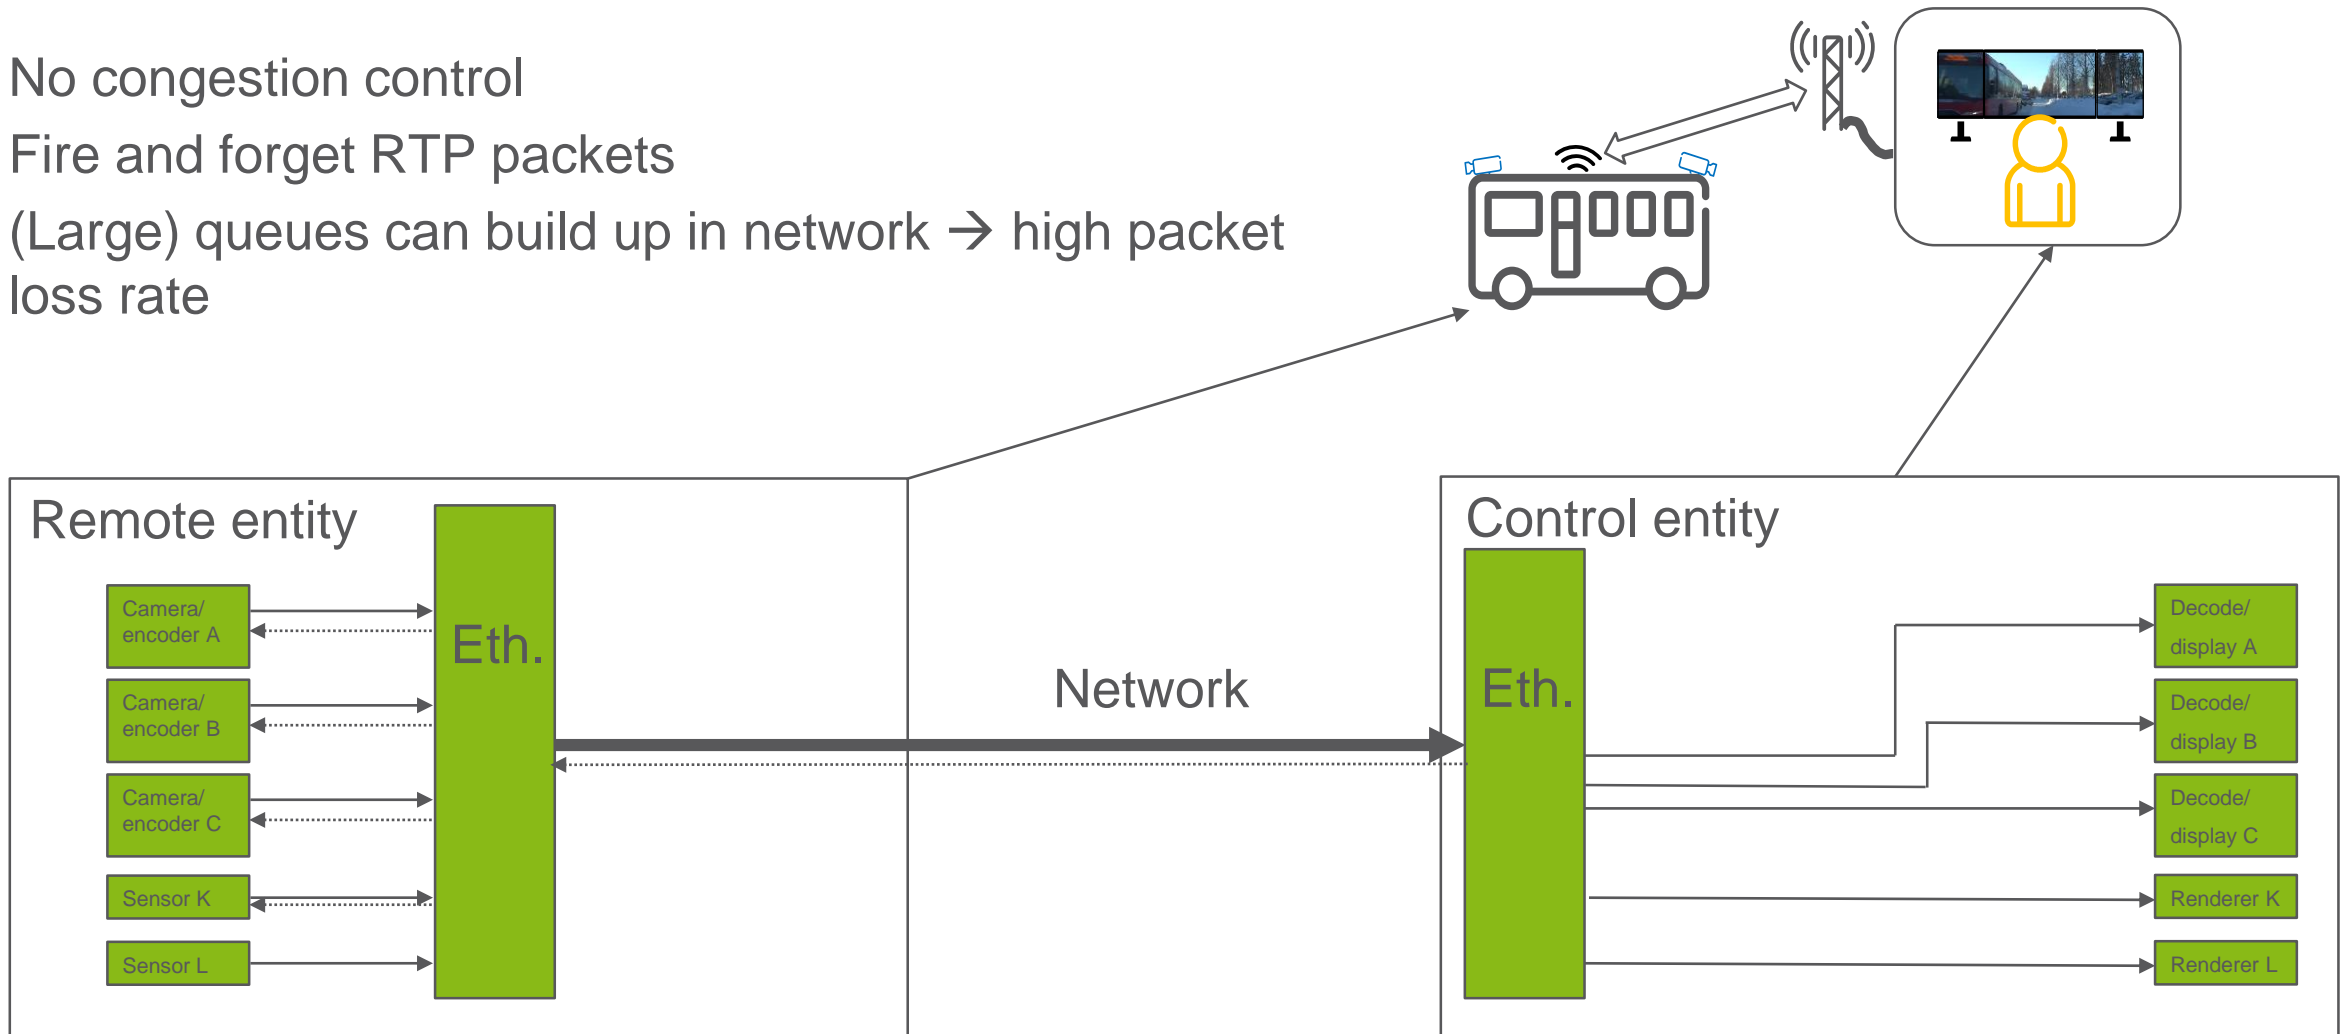 No congestion control
Fire and forget RTP packets
(Large) queues can build up in network → high packet
loss rate
Remote entity
Camera/
encoder A
Camera/
encoder B
Camera/
encoder C
Sensor K
Sensor L
Eth.
Network
Control entity
Eth.
Decode/
display A
Decode/
display B
Decode/
display C
Renderer K
Renderer L